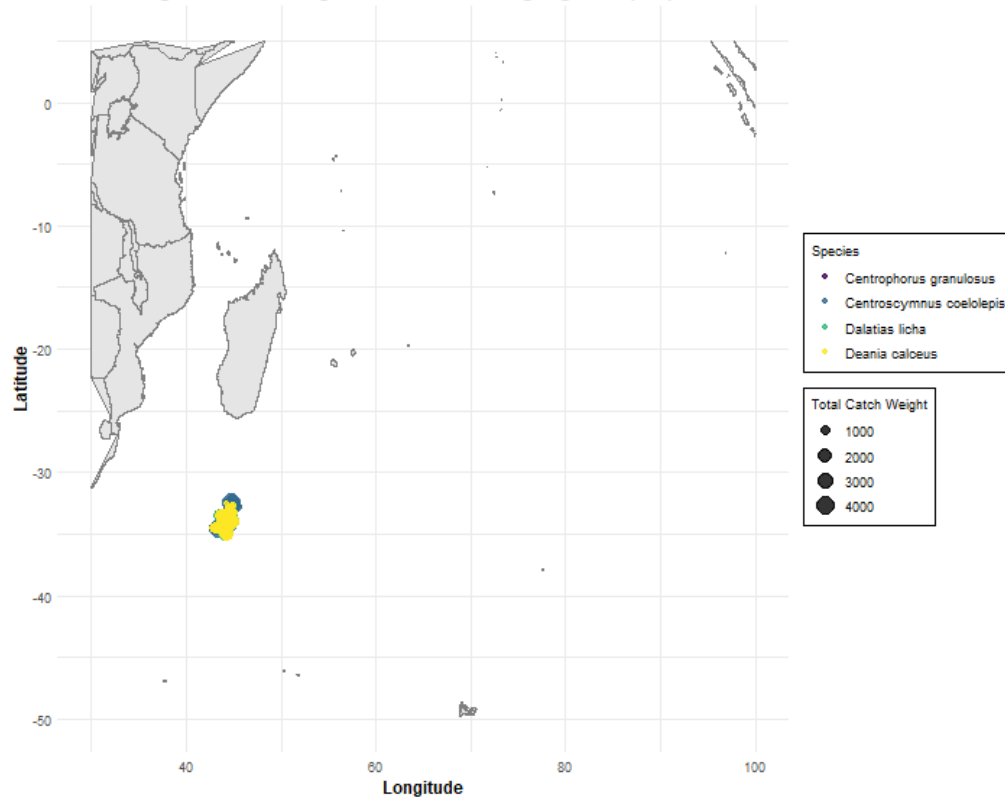 0
-10
-20
-30
-40
-50
Latitude
40
60
80
100
Longitude
Species
Centrophorus granulosus
Centroscymnus coelolepis
Dalatias licha
Deania calceus
Total Catch Weight
1000
2000
3000
4000